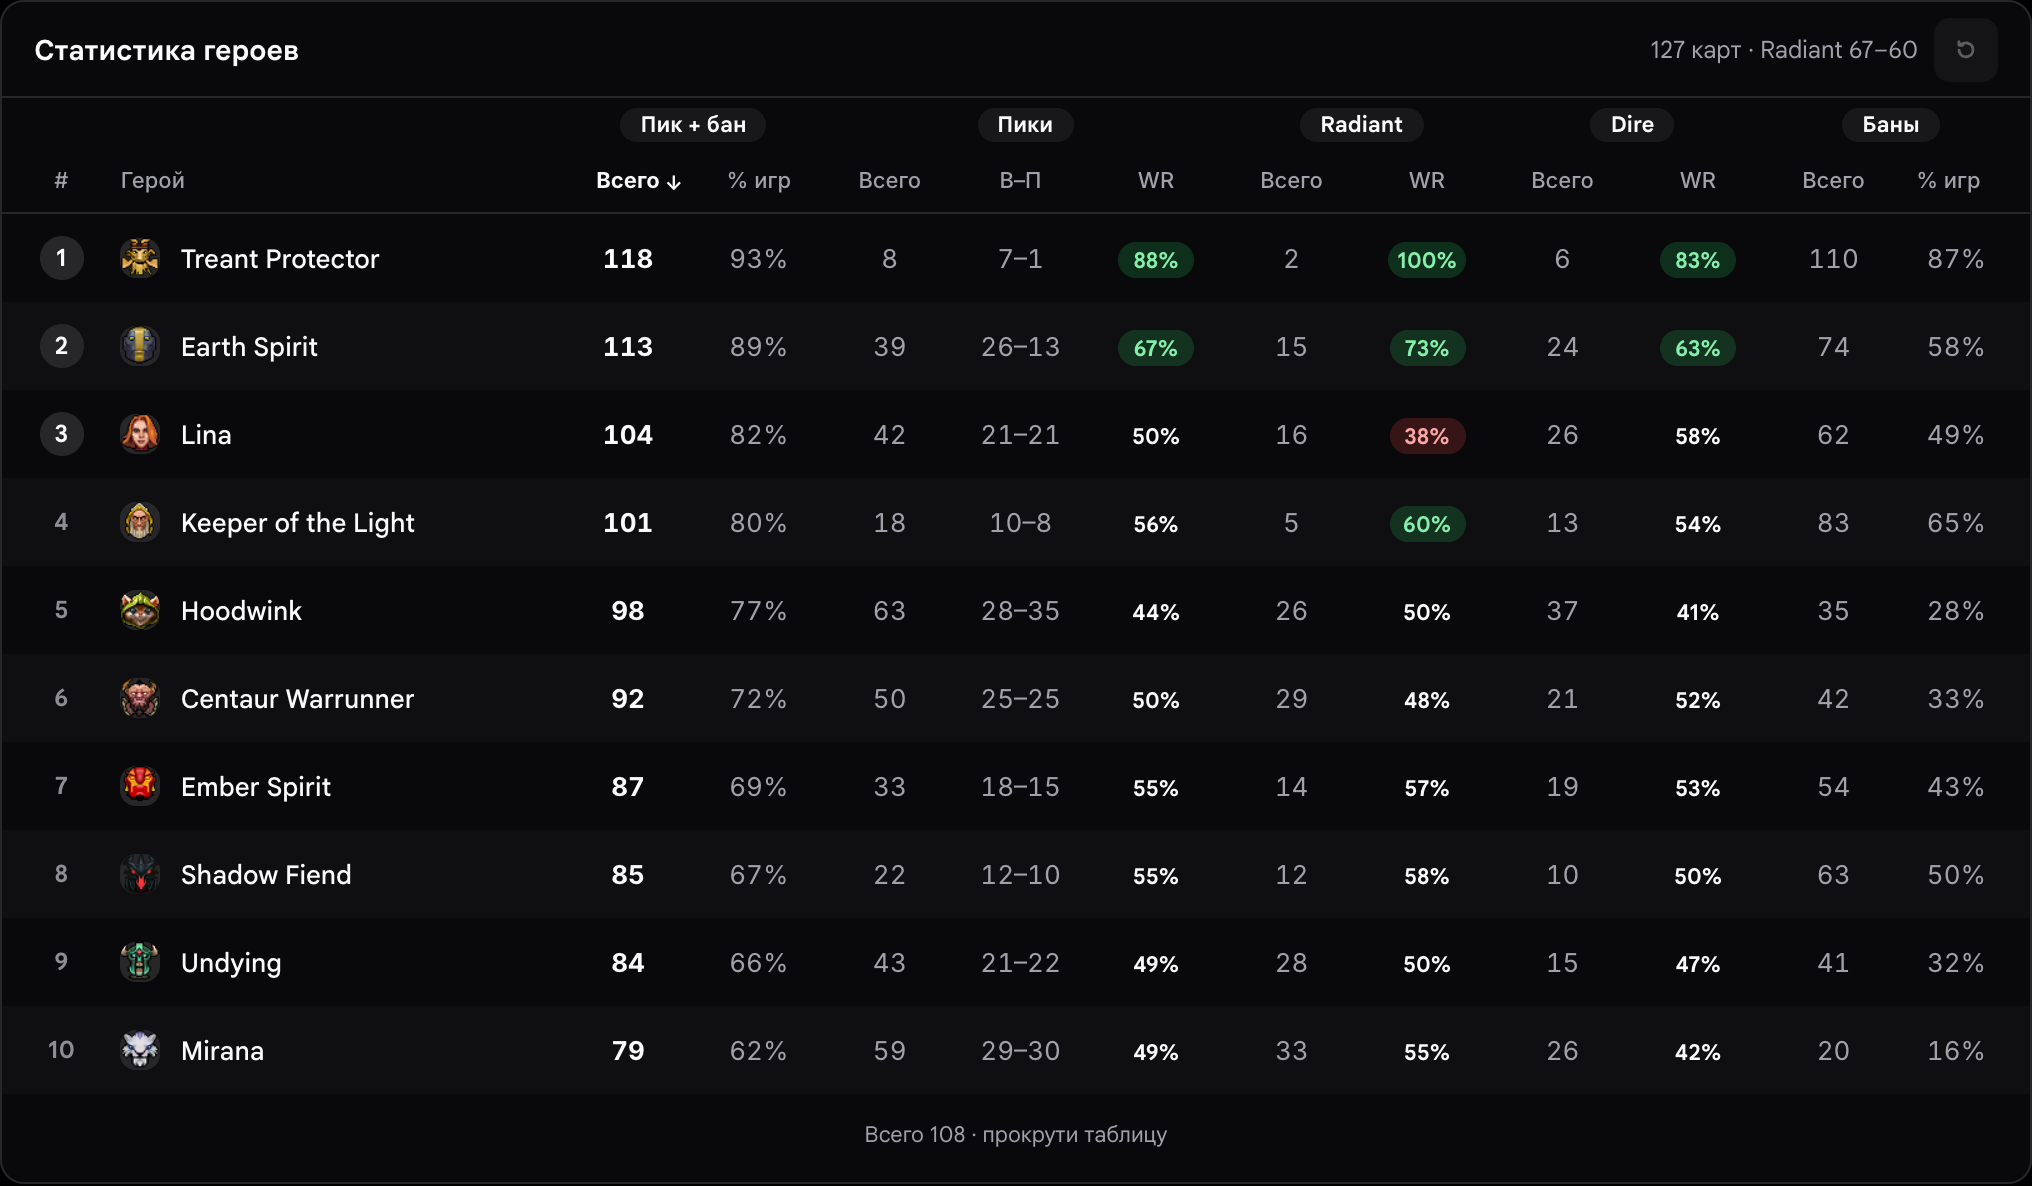 Статистика героев
127 карт · Radiant 67–60
Пик + бан Пики Radiant Dire Баны
# Герой Всего ↓ % игр Всего В–П WR Всего WR Всего WR Всего % игр
1 Treant Protector 118 93% 8 7–1 88% 2 100% 6 83% 110 87%
2 Earth Spirit 113 89% 39 26–13 67% 15 73% 24 63% 74 58%
3 Lina 104 82% 42 21–21 50% 16 38% 26 58% 62 49%
4 Keeper of the Light 101 80% 18 10–8 56% 5 60% 13 54% 83 65%
5 Hoodwink 98 77% 63 28–35 44% 26 50% 37 41% 35 28%
6 Centaur Warrunner 92 72% 50 25–25 50% 29 48% 21 52% 42 33%
7 Ember Spirit 87 69% 33 18–15 55% 14 57% 19 53% 54 43%
8 Shadow Fiend 85 67% 22 12–10 55% 12 58% 10 50% 63 50%
9 Undying 84 66% 43 21–22 49% 28 50% 15 47% 41 32%
10 Mirana 79 62% 59 29–30 49% 33 55% 26 42% 20 16%
Всего 108 · прокрути таблицу